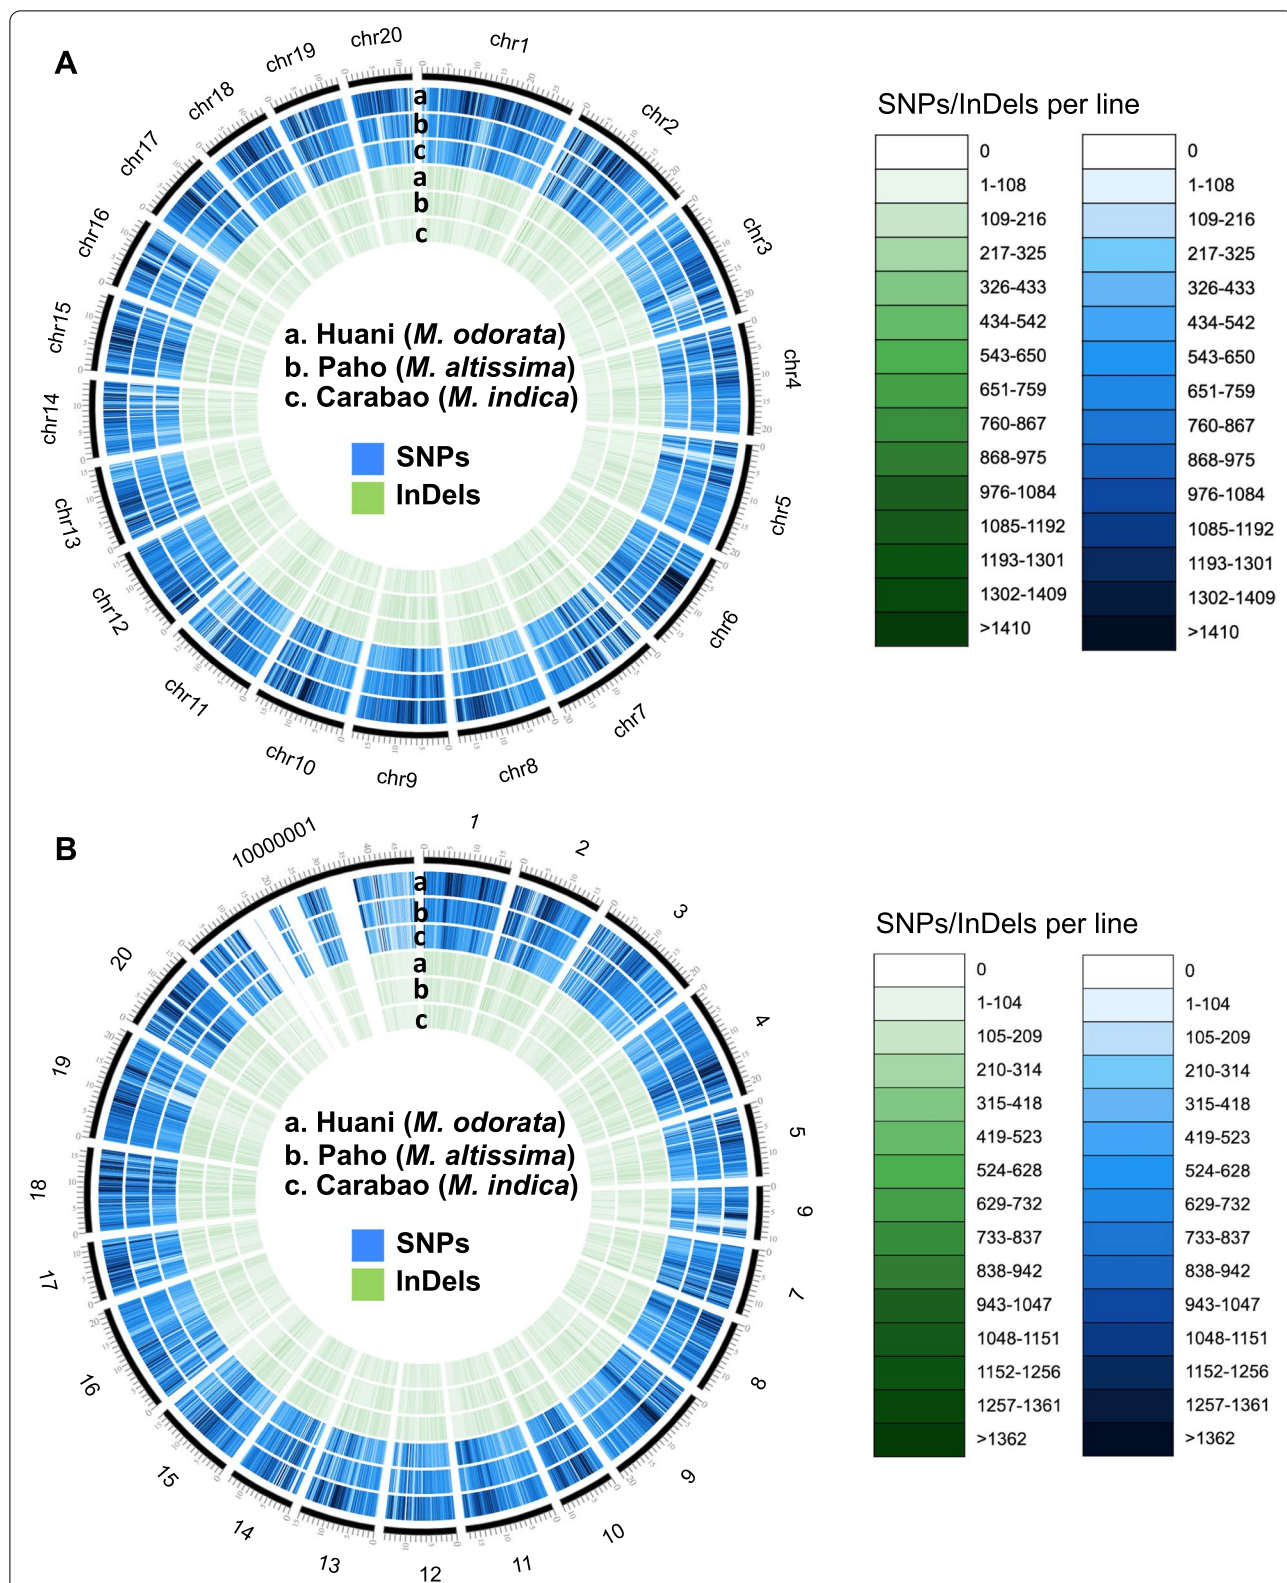 A
chr1
chr2
chr3
chr4
chr5
chr6
chr7
chr8
chr9
chr10
chr11
chr12
chr13
chr14
chr15
chr16
chr17
chr18
chr19
chr20
a
b
c
a
b
c
a. Huani (M. odorata)
b. Paho (M. altissima)
c. Carabao (M. indica)
SNPs
InDels
SNPs/InDels per line
0 0
1-108 1-108
109-216 109-216
217-325 217-325
326-433 326-433
434-542 434-542
543-650 543-650
651-759 651-759
760-867 760-867
868-975 868-975
976-1084 976-1084
1085-1192 1085-1192
1193-1301 1193-1301
1302-1409 1302-1409
>1410 >1410
B
1
2
3
4
5
6
7
8
9
10
11
12
13
14
15
16
17
18
19
20
10000001
a
b
c
a
b
c
a. Huani (M. odorata)
b. Paho (M. altissima)
c. Carabao (M. indica)
SNPs
InDels
SNPs/InDels per line
0 0
1-104 1-104
105-209 105-209
210-314 210-314
315-418 315-418
419-523 419-523
524-628 524-628
629-732 629-732
733-837 733-837
838-942 838-942
943-1047 943-1047
1048-1151 1048-1151
1152-1256 1152-1256
1257-1361 1257-1361
>1362 >1362